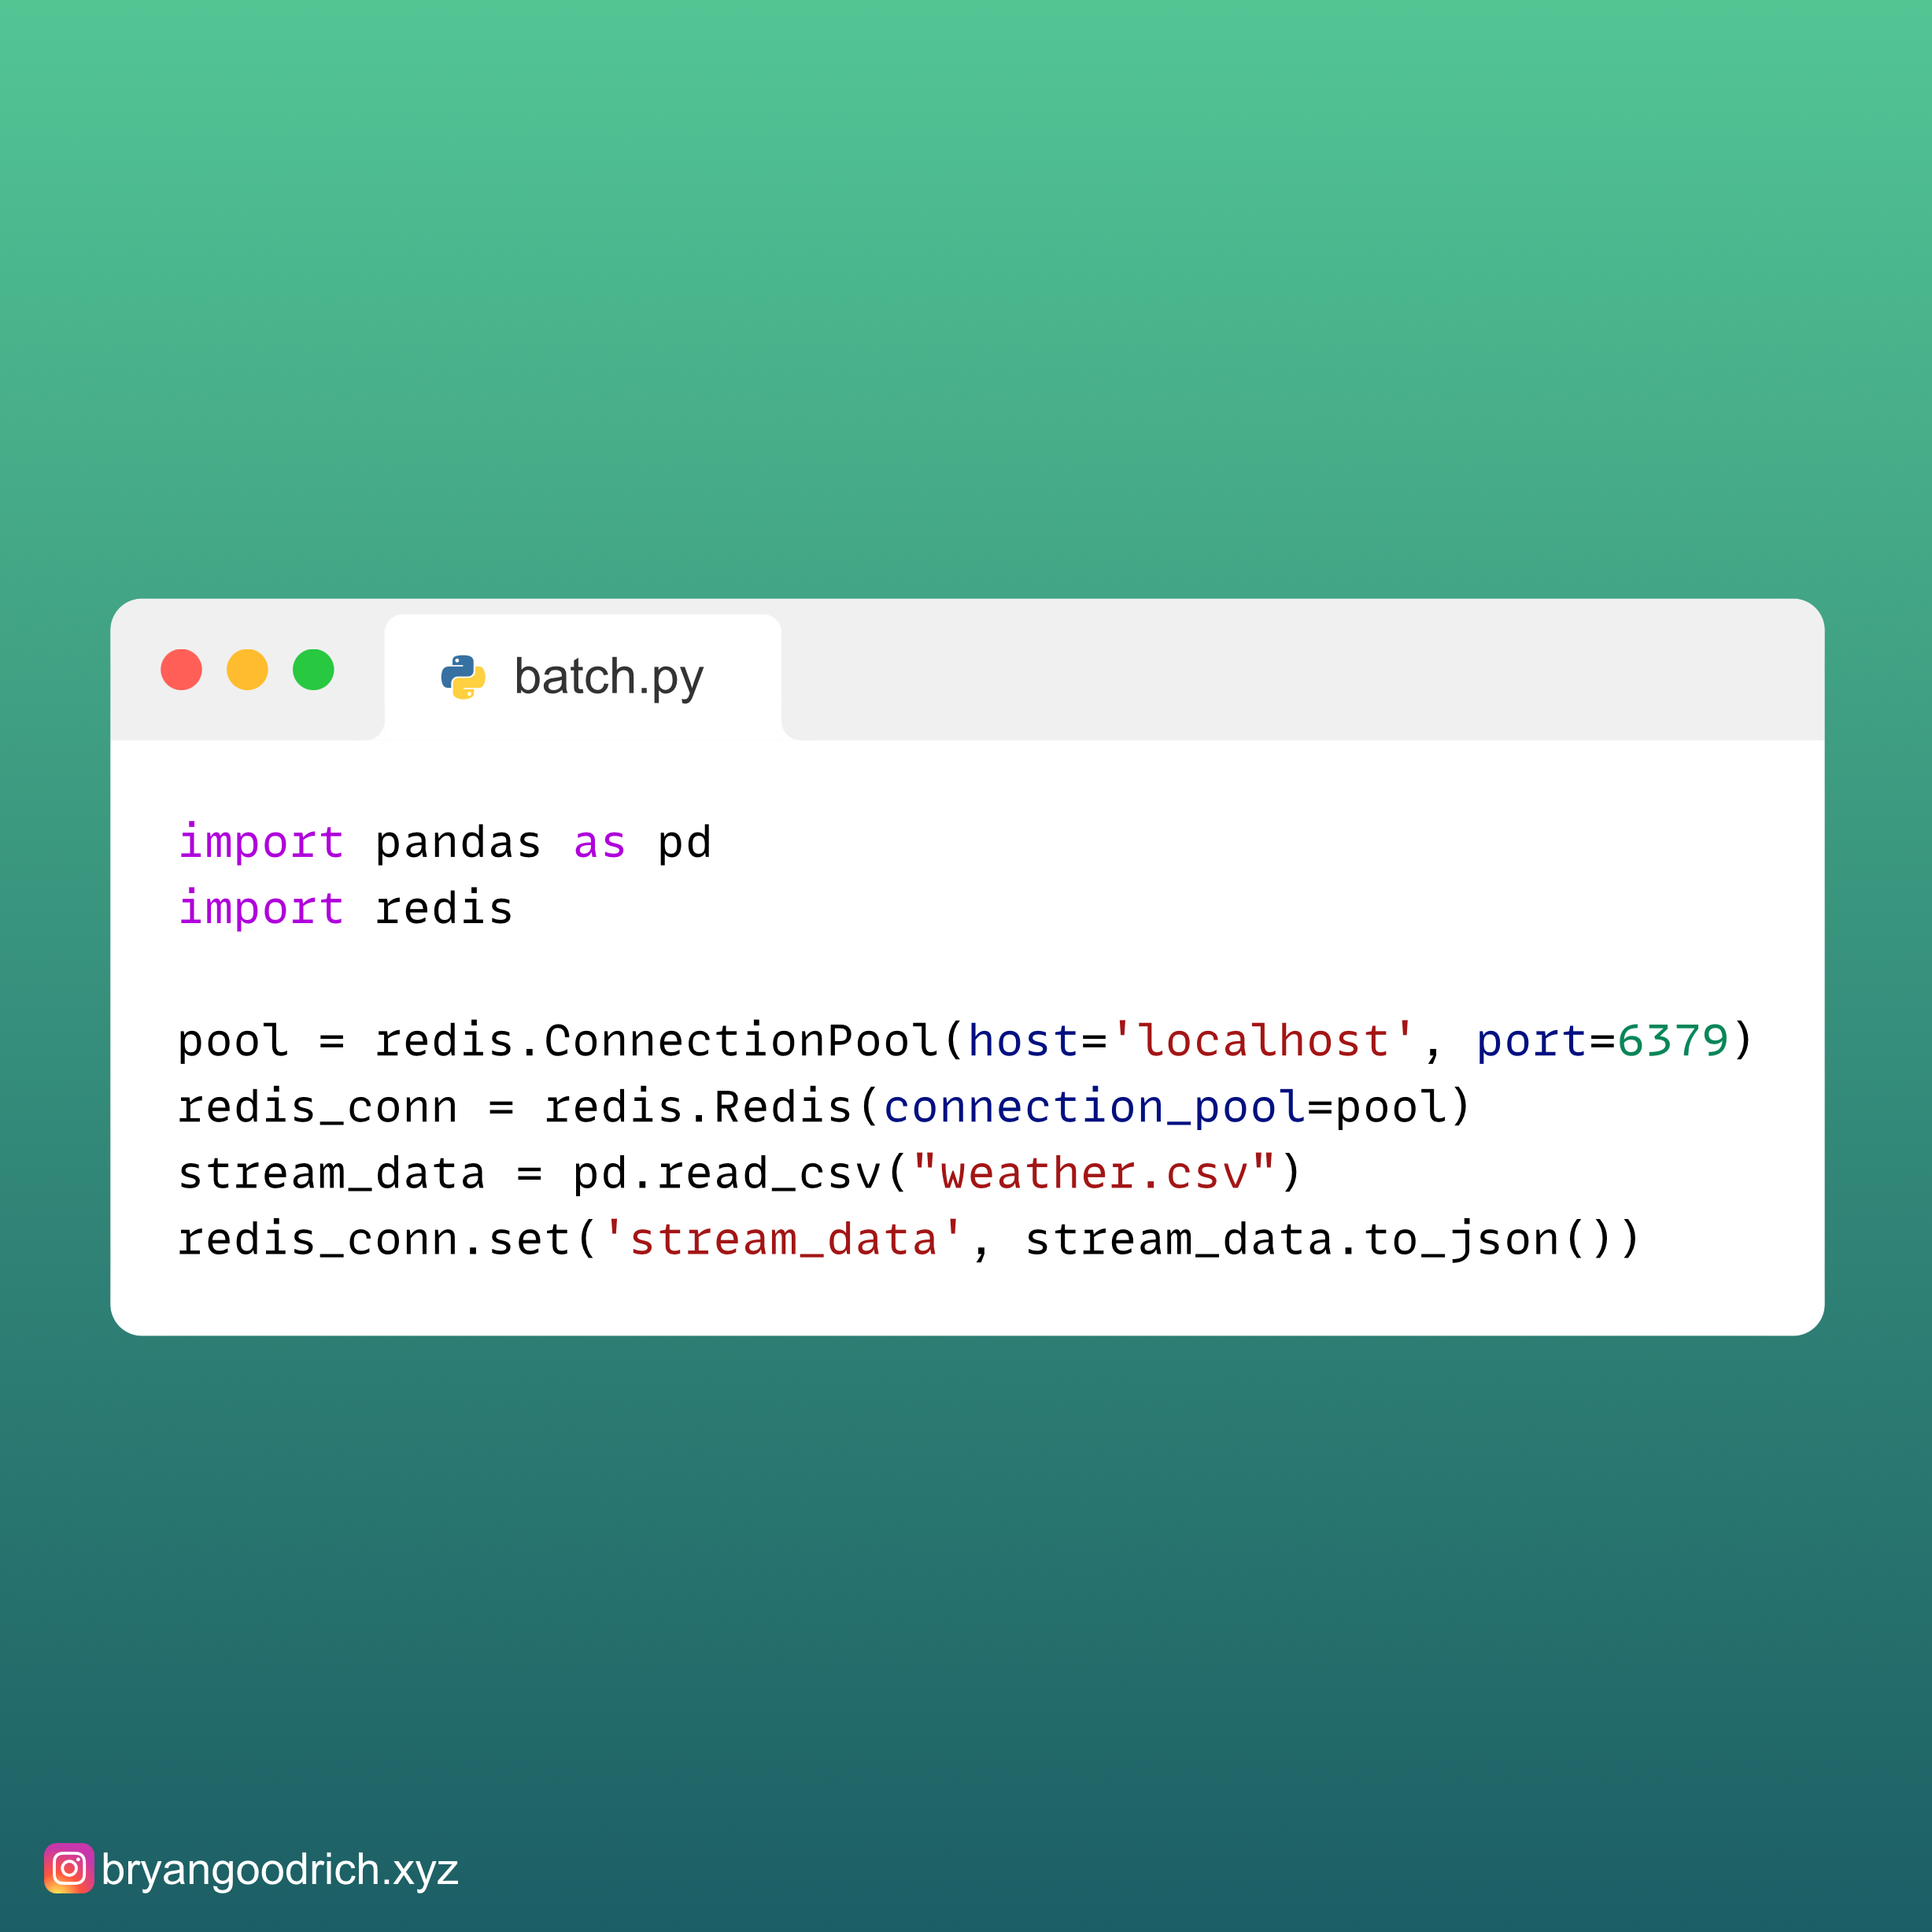 batch.py
import pandas as pd
import redis
pool = redis.ConnectionPool(host='localhost', port=6379)
redis_conn = redis.Redis(connection_pool=pool)
stream_data = pd.read_csv("weather.csv")
redis_conn.set('stream_data', stream_data.to_json())
bryangoodrich.xyz